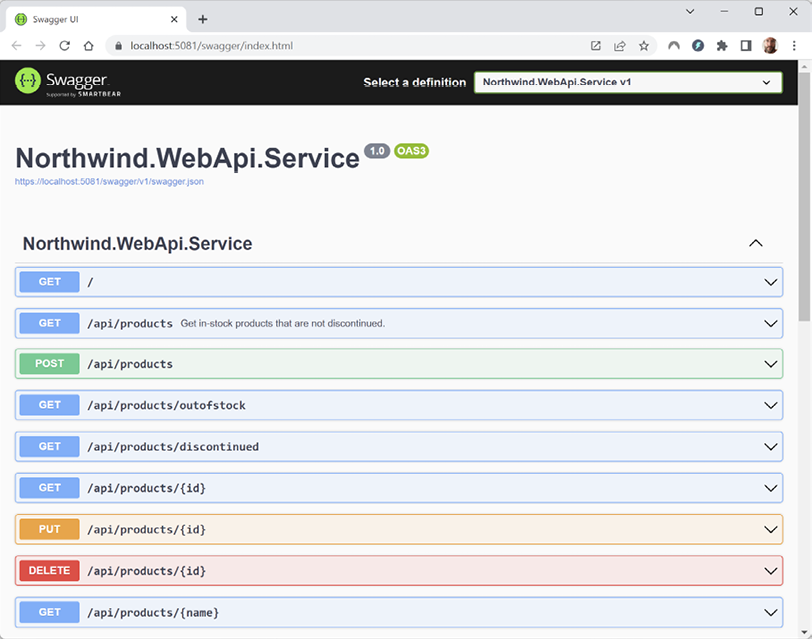 Swagger UI
localhost:5081/swagger/index.html
Swagger
supported by SMARTBEAR
Select a definition
Northwind.WebApi.Service v1
Northwind.WebApi.Service 1.0 OAS3
https://localhost:5081/swagger/v1/swagger.json
Northwind.WebApi.Service
GET /
GET /api/products Get in-stock products that are not discontinued.
POST /api/products
GET /api/products/outofstock
GET /api/products/discontinued
GET /api/products/{id}
PUT /api/products/{id}
DELETE /api/products/{id}
GET /api/products/{name}